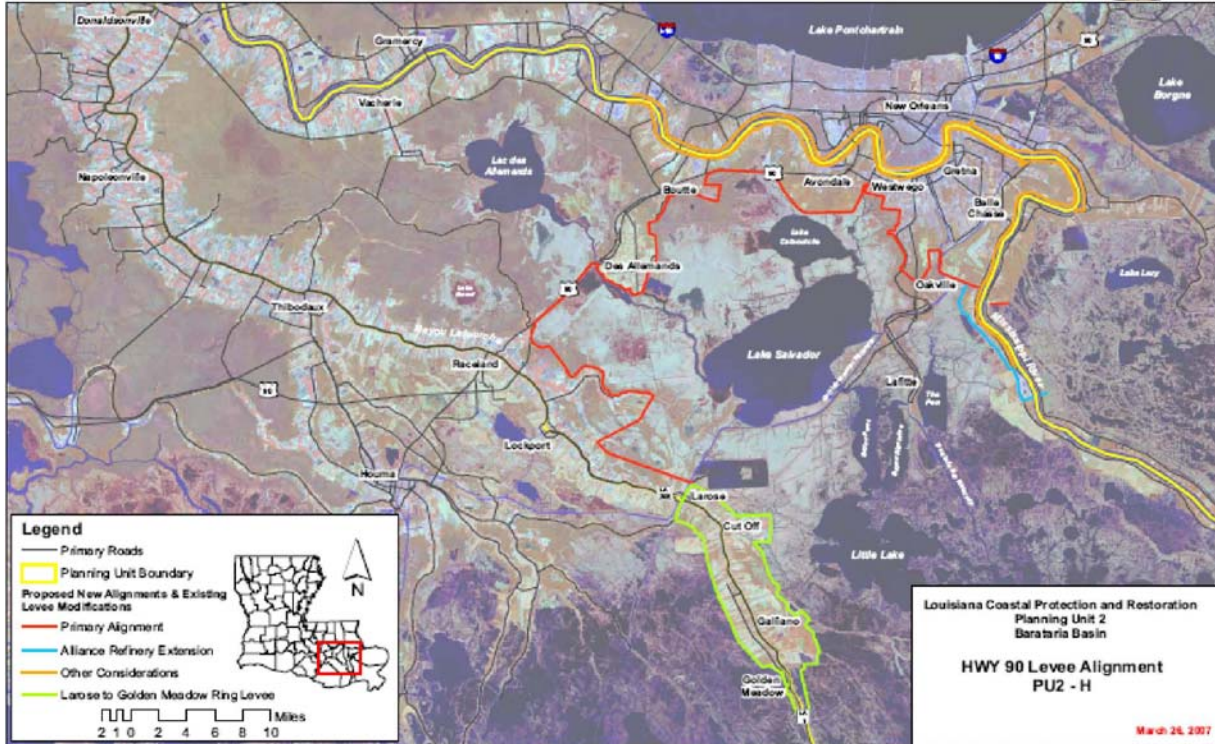 Donaldsonville
Gramercy
Vacherie
Lake Pontchartrain
Lake
Borgne
New Orleans
Lac des
Allemands
Napoleonville
Boutte
Avondale
Westwego
Gretna
Belle
Chasse
Lake
Cataouatche
Des Allemands
Oakville
Lake Lery
Thibodaux
Bayou Lafourche
Mississippi River
Raceland
Lake Salvador
Lafitte
The
Pen
Lockport
Houma
Larose
Cut Off
Little Lake
Galliano
Golden
Meadow
Legend
Primary Roads
Planning Unit Boundary
Proposed New Alignments & Existing
Levee Modifications
Primary Alignment
Alliance Refinery Extension
Other Considerations
Larose to Golden Meadow Ring Levee
2 1 0 2 4 6 8 10 Miles
N
Louisiana Coastal Protection and Restoration
Planning Unit 2
Barataria Basin
HWY 90 Levee Alignment
PU2 - H
March 26, 2007